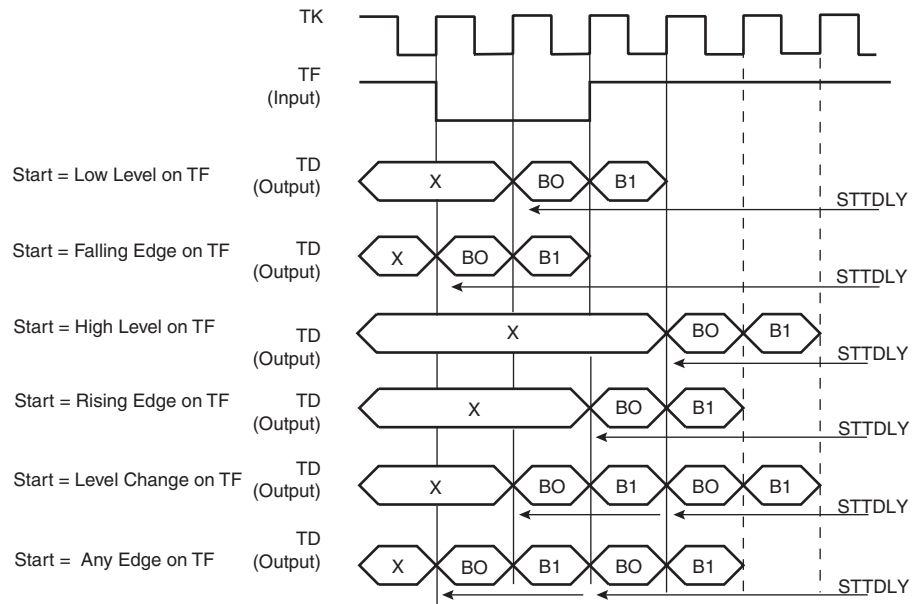 TK
TF
(Input)
Start = Low Level on TF
TD
(Output)
X
BO
B1
STTDLY
Start = Falling Edge on TF
TD
(Output)
X
BO
B1
STTDLY
Start = High Level on TF
TD
(Output)
X
BO
B1
STTDLY
Start = Rising Edge on TF
TD
(Output)
X
BO
B1
STTDLY
Start = Level Change on TF
TD
(Output)
X
BO
B1
BO
B1
STTDLY
Start = Any Edge on TF
TD
(Output)
X
BO
B1
BO
B1
STTDLY